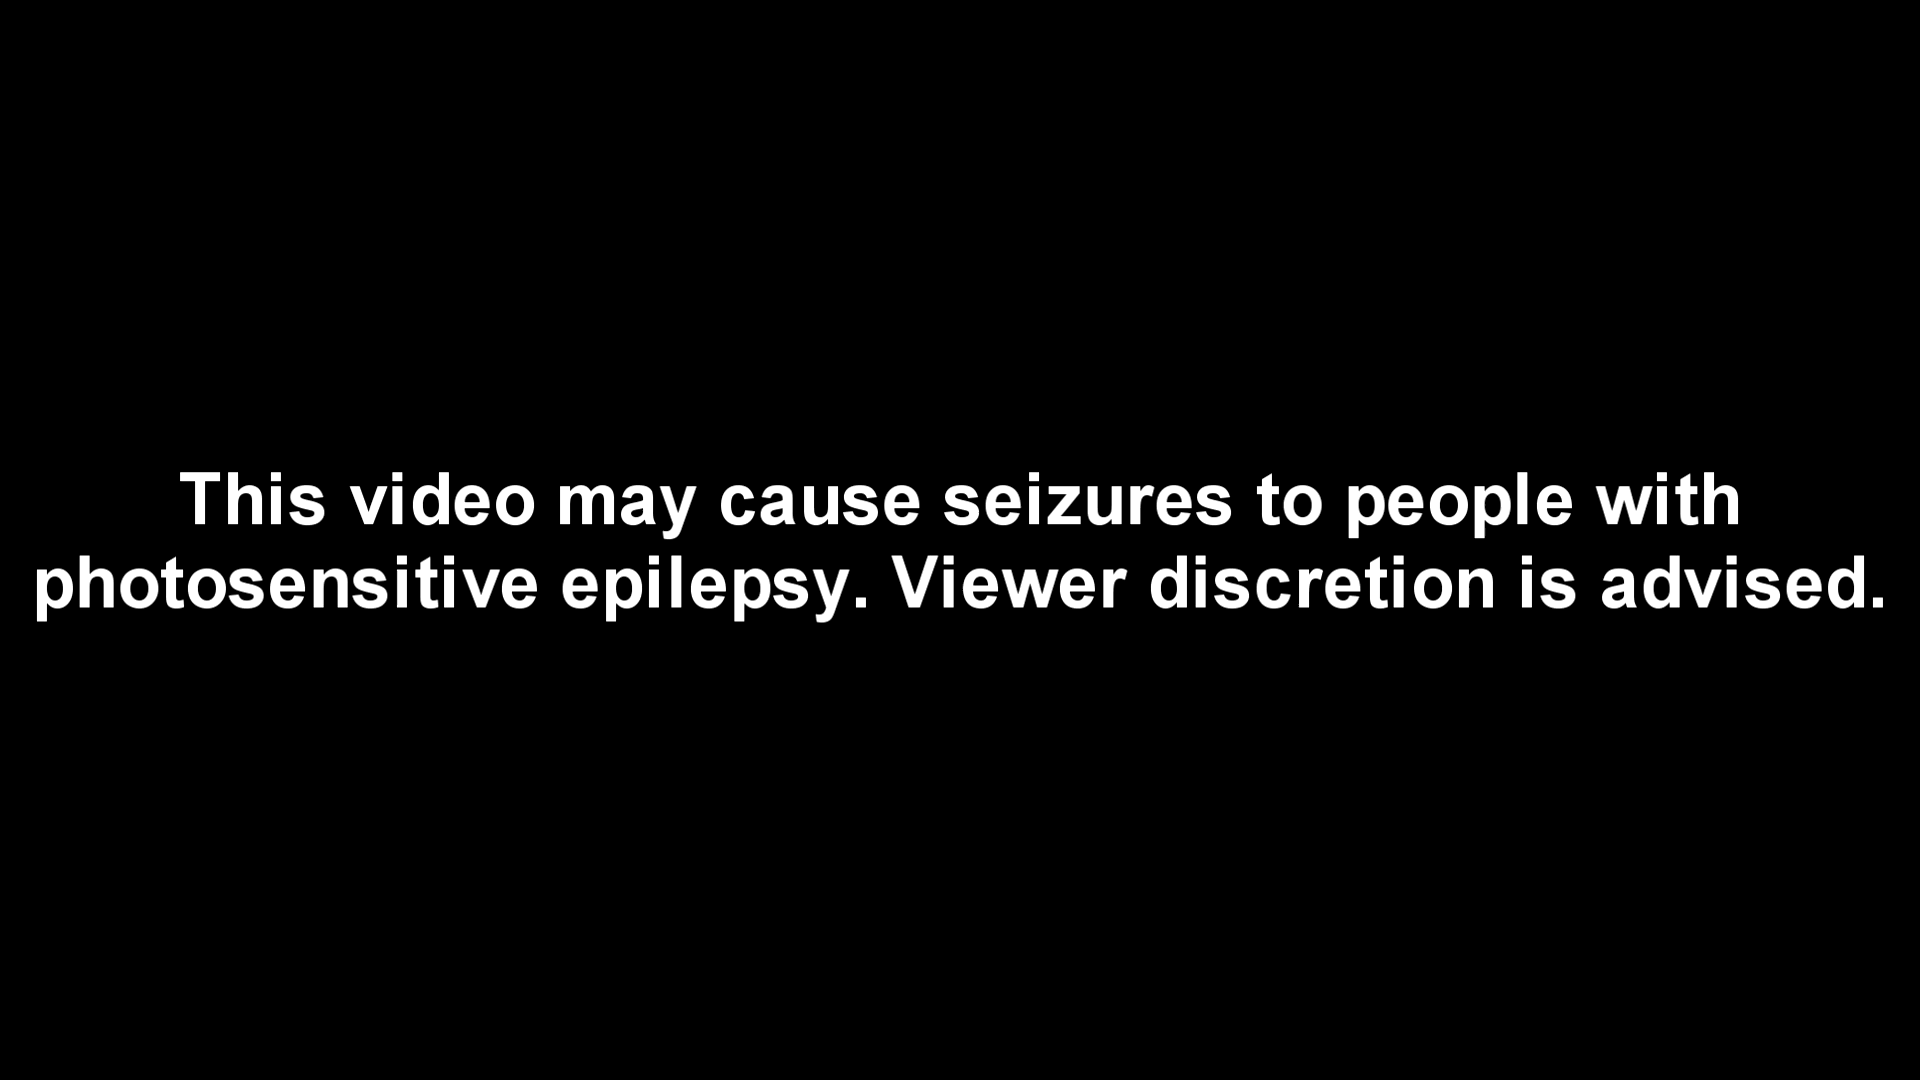 This video may cause seizures to people with
photosensitive epilepsy. Viewer discretion is advised.